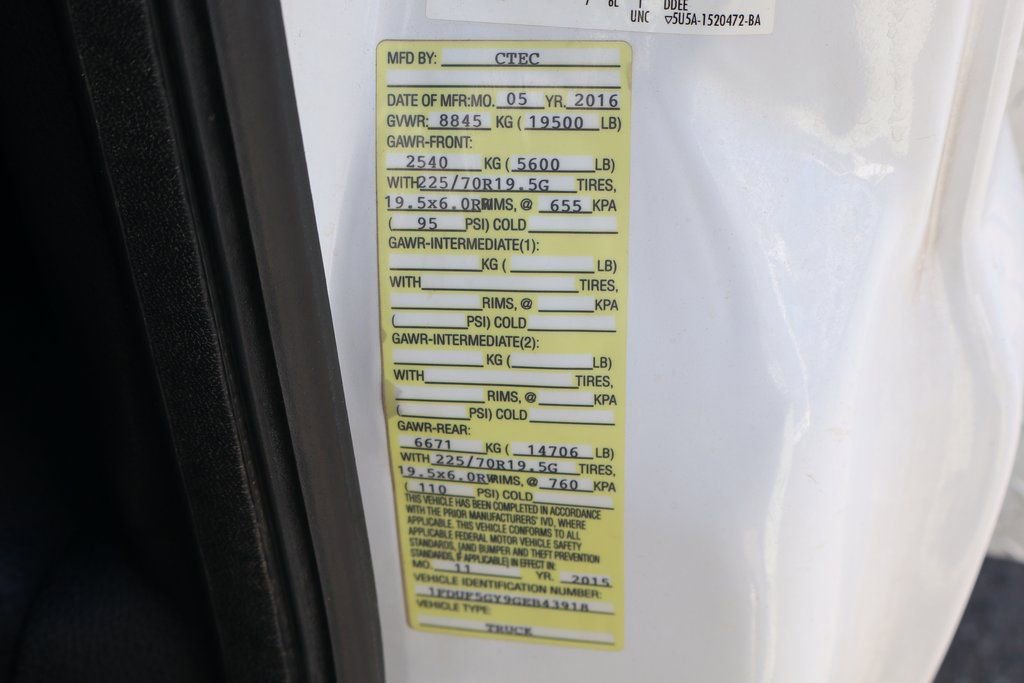 DDEE
UNC 5U5A-1520472-BA
MFD BY: CTEC
DATE OF MFR:MO. 05 YR. 2016
GVWR: 8845 KG ( 19500 LB)
GAWR-FRONT:
2540 KG ( 5600 LB)
WITH 225/70R19.5G TIRES,
19.5x6.0RW RIMS, @ 655 KPA
( 95 PSI) COLD
GAWR-INTERMEDIATE(1):
KG ( LB)
WITH TIRES,
RIMS, @ KPA
( PSI) COLD
GAWR-INTERMEDIATE(2):
KG ( LB)
WITH TIRES,
RIMS, @ KPA
( PSI) COLD
GAWR-REAR:
6671 KG ( 14706 LB)
WITH 225/70R19.5G TIRES,
19.5x6.0RW RIMS, @ 760 KPA
( 110 PSI) COLD
THIS VEHICLE HAS BEEN COMPLETED IN ACCORDANCE
WITH THE PRIOR MANUFACTURERS' IVD, WHERE
APPLICABLE. THIS VEHICLE CONFORMS TO ALL
APPLICABLE FEDERAL MOTOR VEHICLE SAFETY
STANDARDS, [AND BUMPER AND THEFT PREVENTION
STANDARDS, IF APPLICABLE] IN EFFECT IN:
MO. 11 YR. 2015
VEHICLE IDENTIFICATION NUMBER:
1FDUF5GY9GEB43918
VEHICLE TYPE:
TRUCK